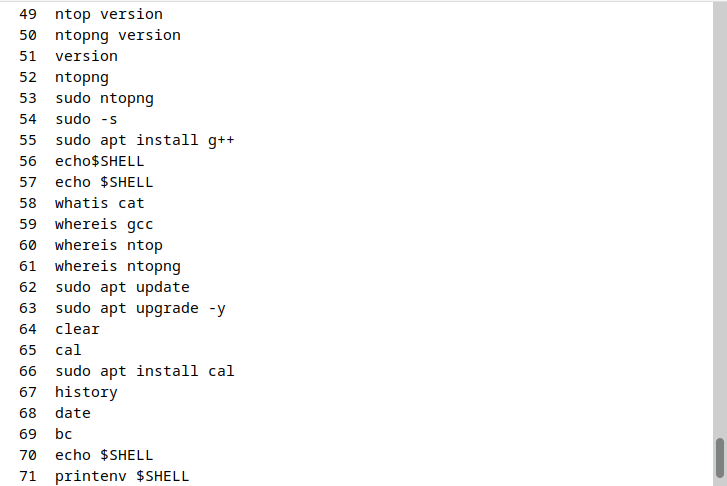 49 ntop version
50 ntopng version
51 version
52 ntopng
53 sudo ntopng
54 sudo -s
55 sudo apt install g++
56 echo$SHELL
57 echo $SHELL
58 whatis cat
59 whereis gcc
60 whereis ntop
61 whereis ntopng
62 sudo apt update
63 sudo apt upgrade -y
64 clear
65 cal
66 sudo apt install cal
67 history
68 date
69 bc
70 echo $SHELL
71 printenv $SHELL